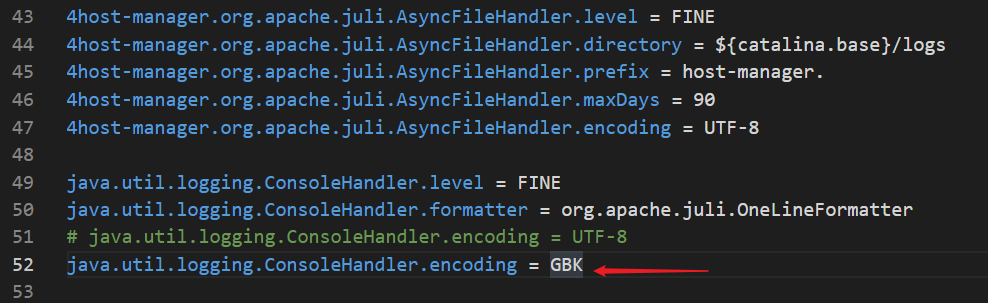 43 4host-manager.org.apache.juli.AsyncFileHandler.level = FINE
44 4host-manager.org.apache.juli.AsyncFileHandler.directory = ${catalina.base}/logs
45 4host-manager.org.apache.juli.AsyncFileHandler.prefix = host-manager.
46 4host-manager.org.apache.juli.AsyncFileHandler.maxDays = 90
47 4host-manager.org.apache.juli.AsyncFileHandler.encoding = UTF-8
48
49 java.util.logging.ConsoleHandler.level = FINE
50 java.util.logging.ConsoleHandler.formatter = org.apache.juli.OneLineFormatter
51 # java.util.logging.ConsoleHandler.encoding = UTF-8
52 java.util.logging.ConsoleHandler.encoding = GBK
53